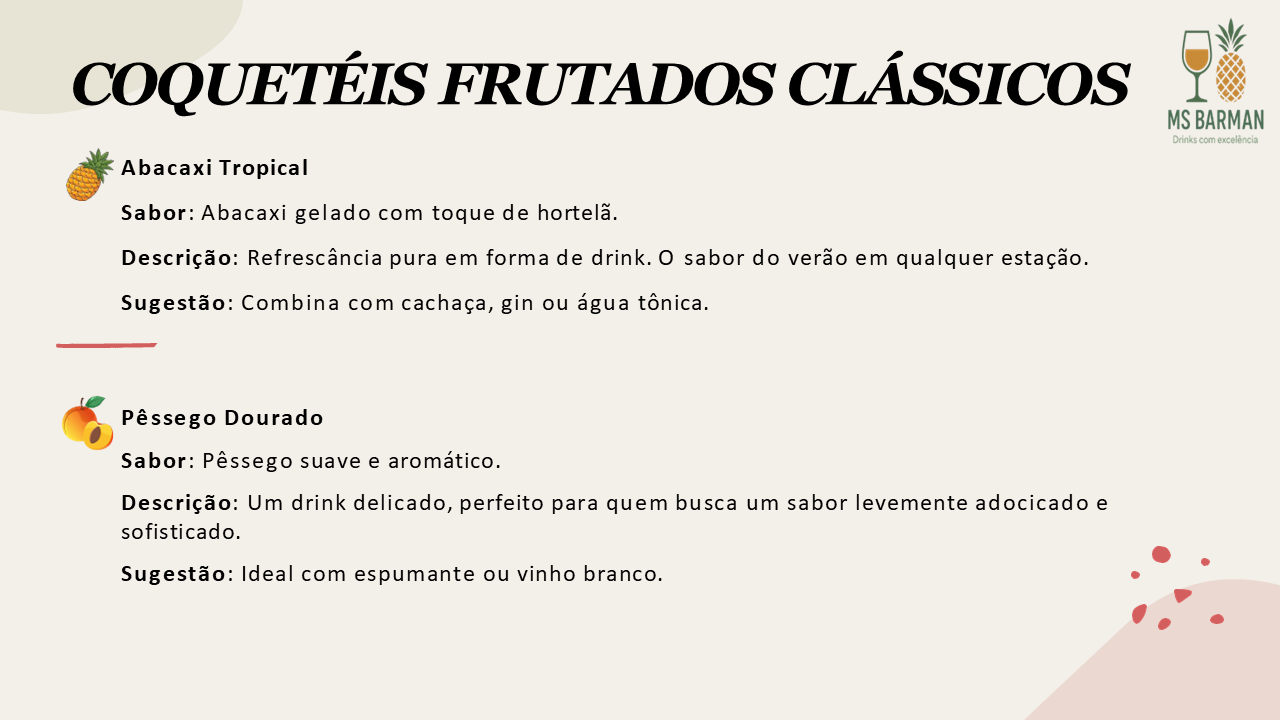 COQUETÉIS FRUTADOS CLÁSSICOS
MS BARMAN
Drinks com excelência
Abacaxi Tropical
Sabor: Abacaxi gelado com toque de hortelã.
Descrição: Refrescância pura em forma de drink. O sabor do verão em qualquer estação.
Sugestão: Combina com cachaça, gin ou água tônica.
Pêssego Dourado
Sabor: Pêssego suave e aromático.
Descrição: Um drink delicado, perfeito para quem busca um sabor levemente adocicado e
sofisticado.
Sugestão: Ideal com espumante ou vinho branco.